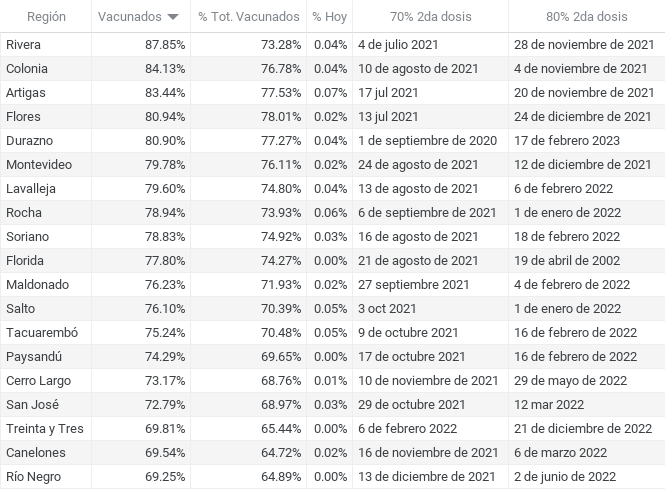 Región Vacunados % Tot. Vacunados % Hoy 70% 2da dosis 80% 2da dosis
Rivera 87.85% 73.28% 0.04% 4 de julio 2021 28 de noviembre de 2021
Colonia 84.13% 76.78% 0.04% 10 de agosto de 2021 4 de noviembre de 2021
Artigas 83.44% 77.53% 0.07% 17 jul 2021 20 de noviembre de 2021
Flores 80.94% 78.01% 0.02% 13 jul 2021 24 de diciembre de 2021
Durazno 80.90% 77.27% 0.04% 1 de septiembre de 2020 17 de febrero 2023
Montevideo 79.78% 76.11% 0.02% 24 de agosto de 2021 12 de diciembre de 2021
Lavalleja 79.60% 74.80% 0.04% 13 de agosto de 2021 6 de febrero 2022
Rocha 78.94% 73.93% 0.06% 6 de septiembre de 2021 1 de enero de 2022
Soriano 78.83% 74.92% 0.03% 16 de agosto de 2021 18 de febrero de 2022
Florida 77.80% 74.27% 0.00% 21 de agosto de 2021 19 de abril de 2002
Maldonado 76.23% 71.93% 0.02% 27 septiembre 2021 4 de febrero de 2022
Salto 76.10% 70.39% 0.05% 3 oct 2021 1 de enero de 2022
Tacuarembó 75.24% 70.48% 0.05% 9 de octubre 2021 16 de febrero de 2022
Paysandú 74.29% 69.65% 0.00% 17 de octubre 2021 16 de febrero de 2022
Cerro Largo 73.17% 68.76% 0.01% 10 de noviembre de 2021 29 de mayo de 2022
San José 72.79% 68.97% 0.03% 29 de octubre 2021 12 mar 2022
Treinta y Tres 69.81% 65.44% 0.00% 6 de febrero 2022 21 de diciembre de 2022
Canelones 69.54% 64.72% 0.02% 16 de noviembre de 2021 6 de marzo de 2022
Río Negro 69.25% 64.89% 0.00% 13 de diciembre de 2021 2 de junio de 2022